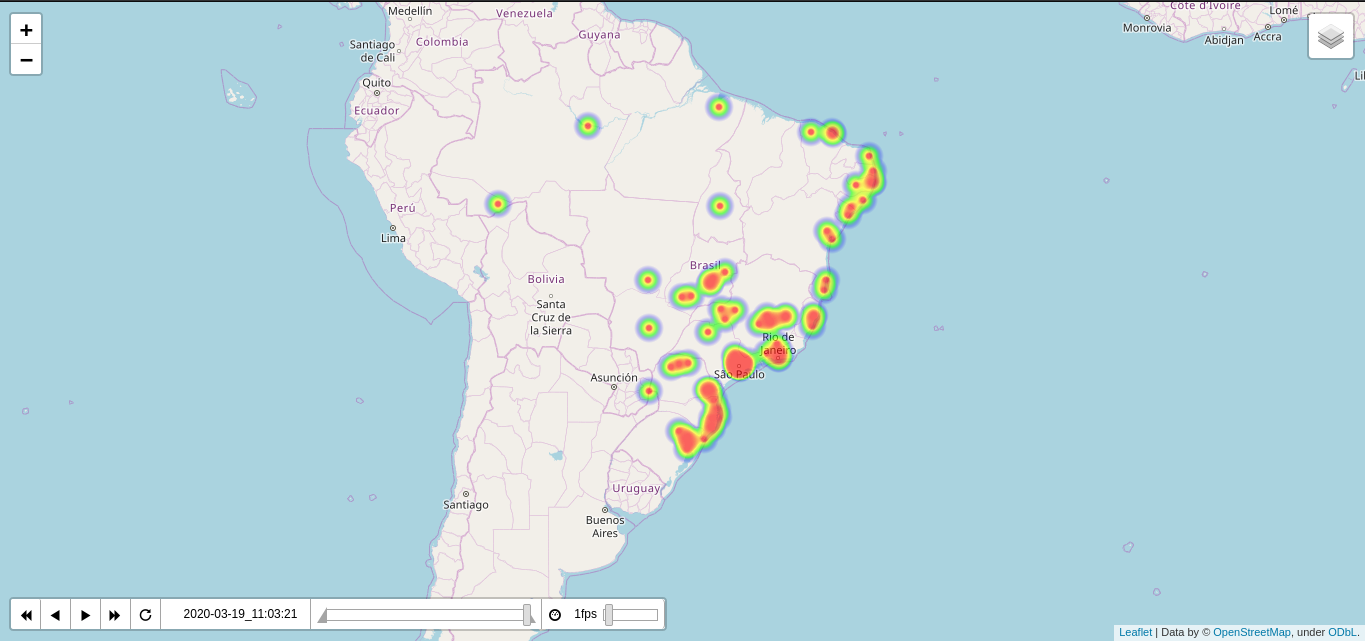 Medellín
Venezuela
Cote d'Ivoire
Lomé
+
−
Guyana
Monrovia
Abidjan
Accra
Santiago
de Cali
Colombia
Quito
Ecuador
Perú
Lima
Brasil
Bolivia
Santa
Cruz de
la Sierra
Rio de
Janeiro
São Paulo
Asunción
Uruguay
Santiago
Buenos
Aires
2020-03-19_11:03:21
1fps
Leaflet | Data by © OpenStreetMap, under ODbL.